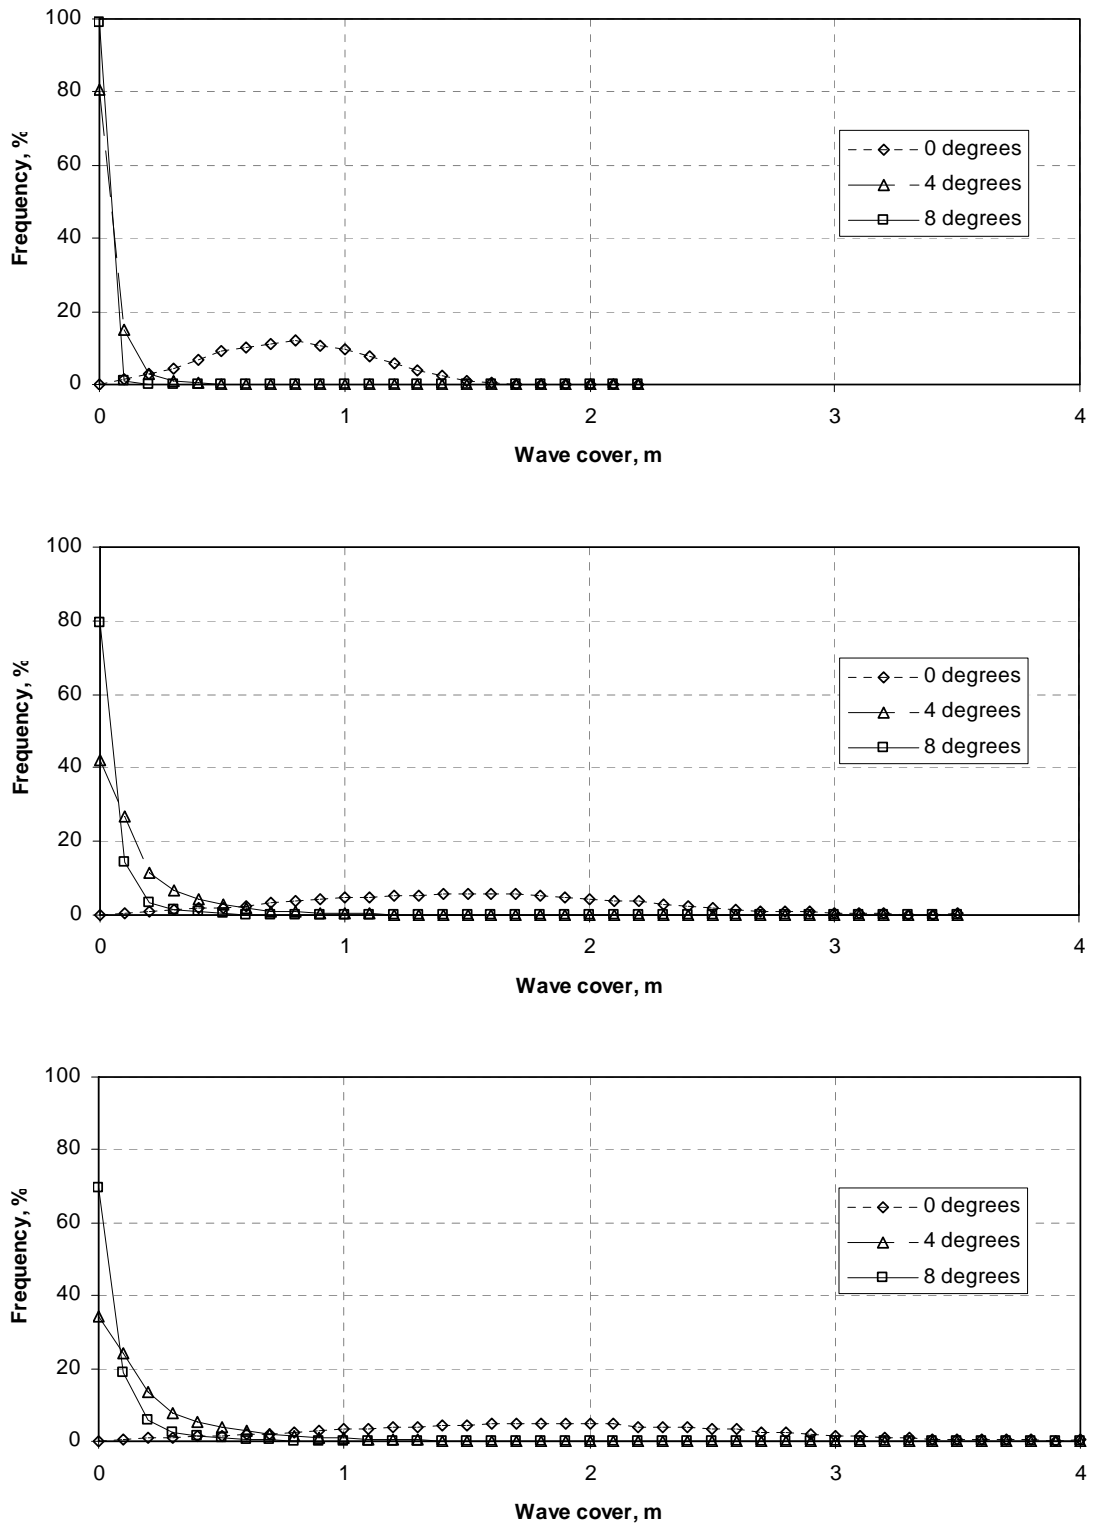 100
80
60
40
20
0
Frequency, %
0 1 2 3 4
Wave cover, m
0 degrees
4 degrees
8 degrees
100
80
60
40
20
0
Frequency, %
0 1 2 3 4
Wave cover, m
0 degrees
4 degrees
8 degrees
100
80
60
40
20
0
Frequency, %
0 1 2 3 4
Wave cover, m
0 degrees
4 degrees
8 degrees